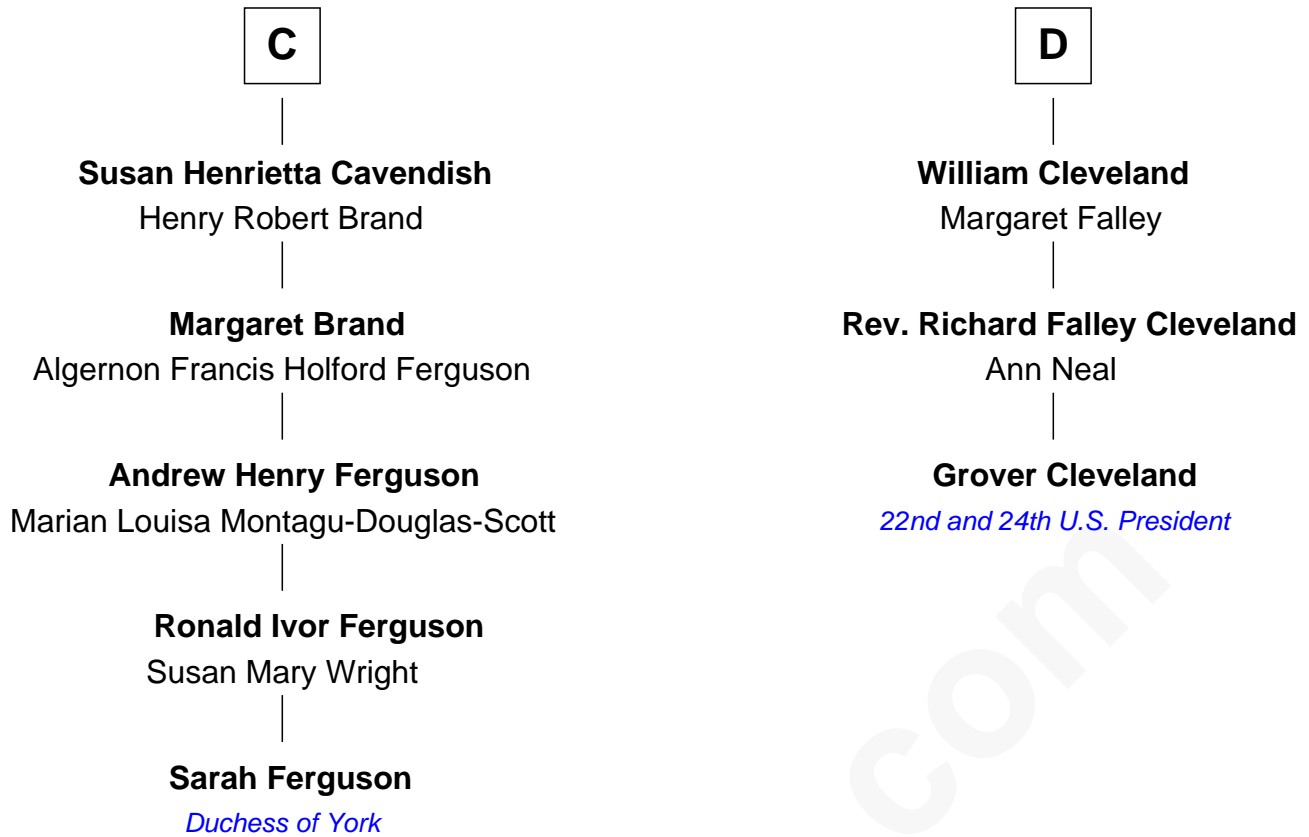 C
Susan Henrietta Cavendish
Henry Robert Brand
Margaret Brand
Algernon Francis Holford Ferguson
Andrew Henry Ferguson
Marian Louisa Montagu-Douglas-Scott
Ronald Ivor Ferguson
Susan Mary Wright
Sarah Ferguson
Duchess of York
D
William Cleveland
Margaret Falley
Rev. Richard Falley Cleveland
Ann Neal
Grover Cleveland
22nd and 24th U.S. President
com